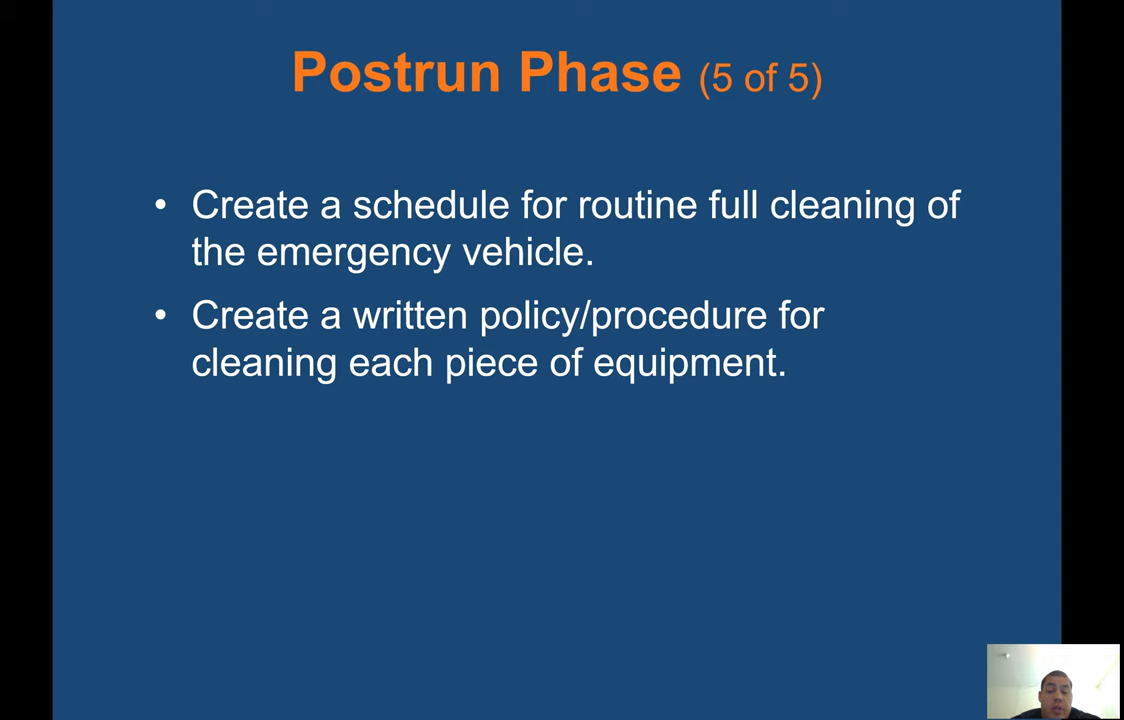 Postrun Phase (5 of 5)
• Create a schedule for routine full cleaning of
the emergency vehicle.
• Create a written policy/procedure for
cleaning each piece of equipment.